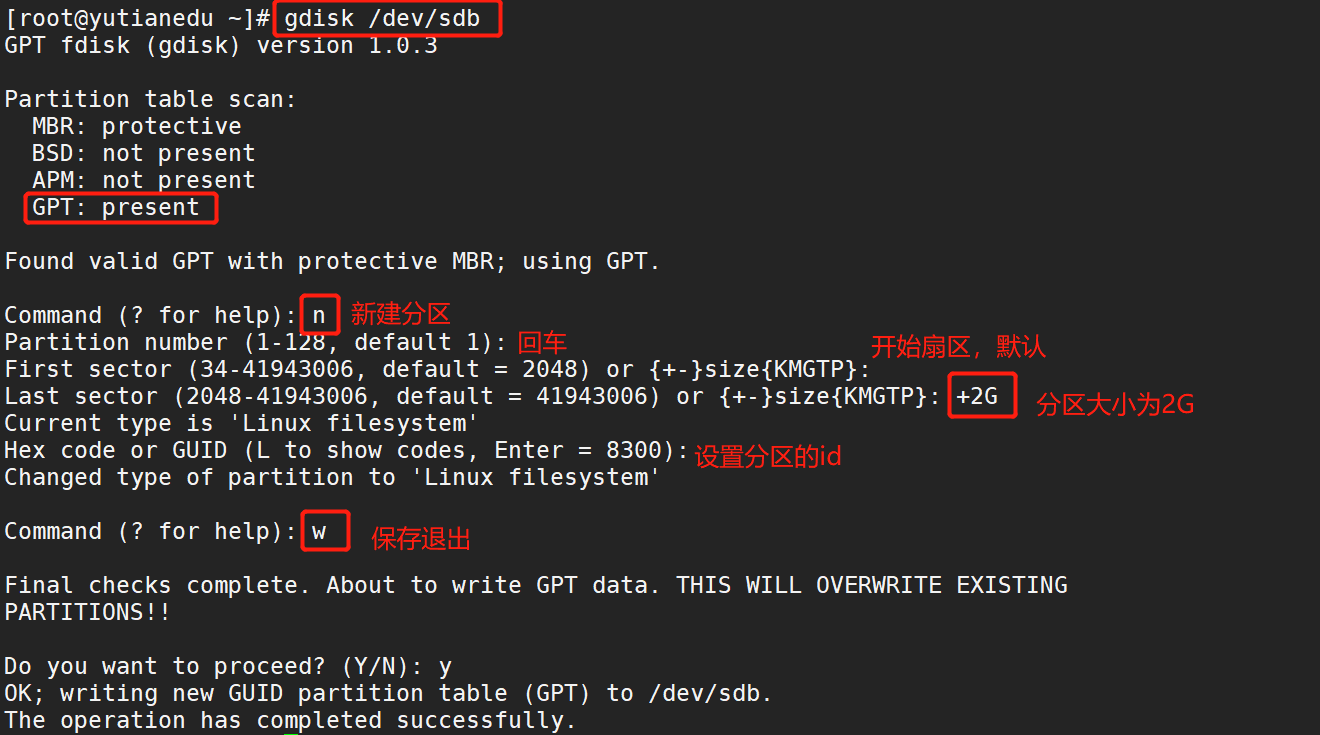 [root@yutianedu ~]# gdisk /dev/sdb
GPT fdisk (gdisk) version 1.0.3
Partition table scan:
MBR: protective
BSD: not present
APM: not present
GPT: present
Found valid GPT with protective MBR; using GPT.
Command (? for help): n 新建分区
Partition number (1-128, default 1): 回车
开始扇区，默认
First sector (34-41943006, default = 2048) or {+-}size{KMGTP}:
Last sector (2048-41943006, default = 41943006) or {+-}size{KMGTP}: +2G 分区大小为2G
Current type is 'Linux filesystem'
Hex code or GUID (L to show codes, Enter = 8300): 设置分区的id
Changed type of partition to 'Linux filesystem'
Command (? for help): w 保存退出
Final checks complete. About to write GPT data. THIS WILL OVERWRITE EXISTING
PARTITIONS!!
Do you want to proceed? (Y/N): y
OK; writing new GUID partition table (GPT) to /dev/sdb.
The operation has completed successfully.